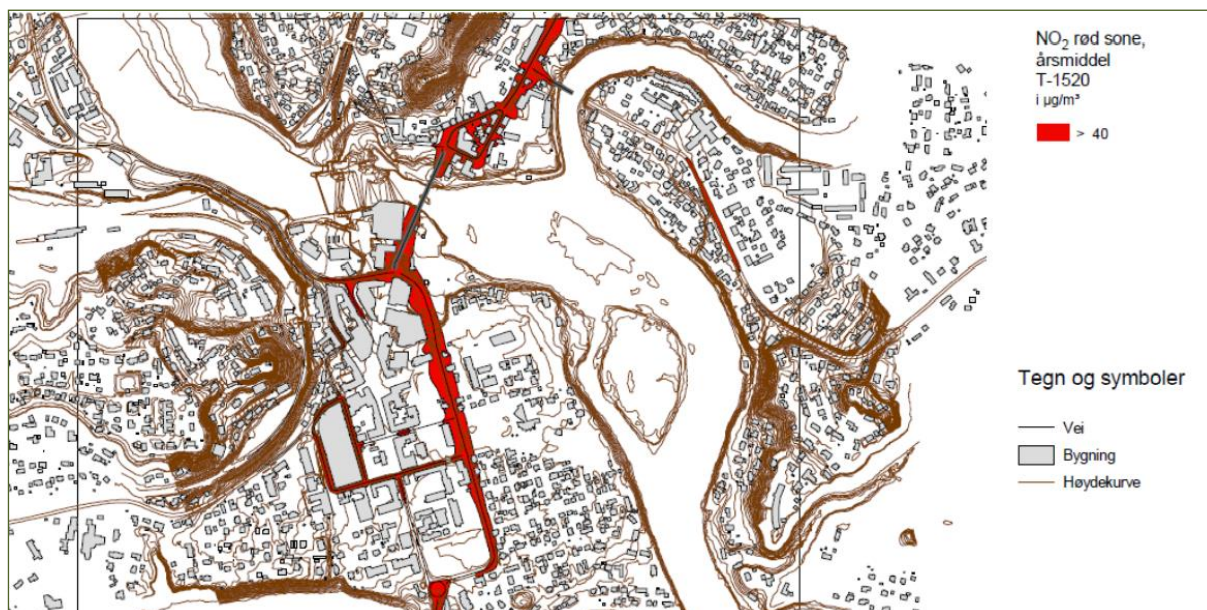 NO₂ rød sone,
årsmiddel
T-1520
i µg/m³
> 40
Tegn og symboler
Vei
Bygning
Høydekurve